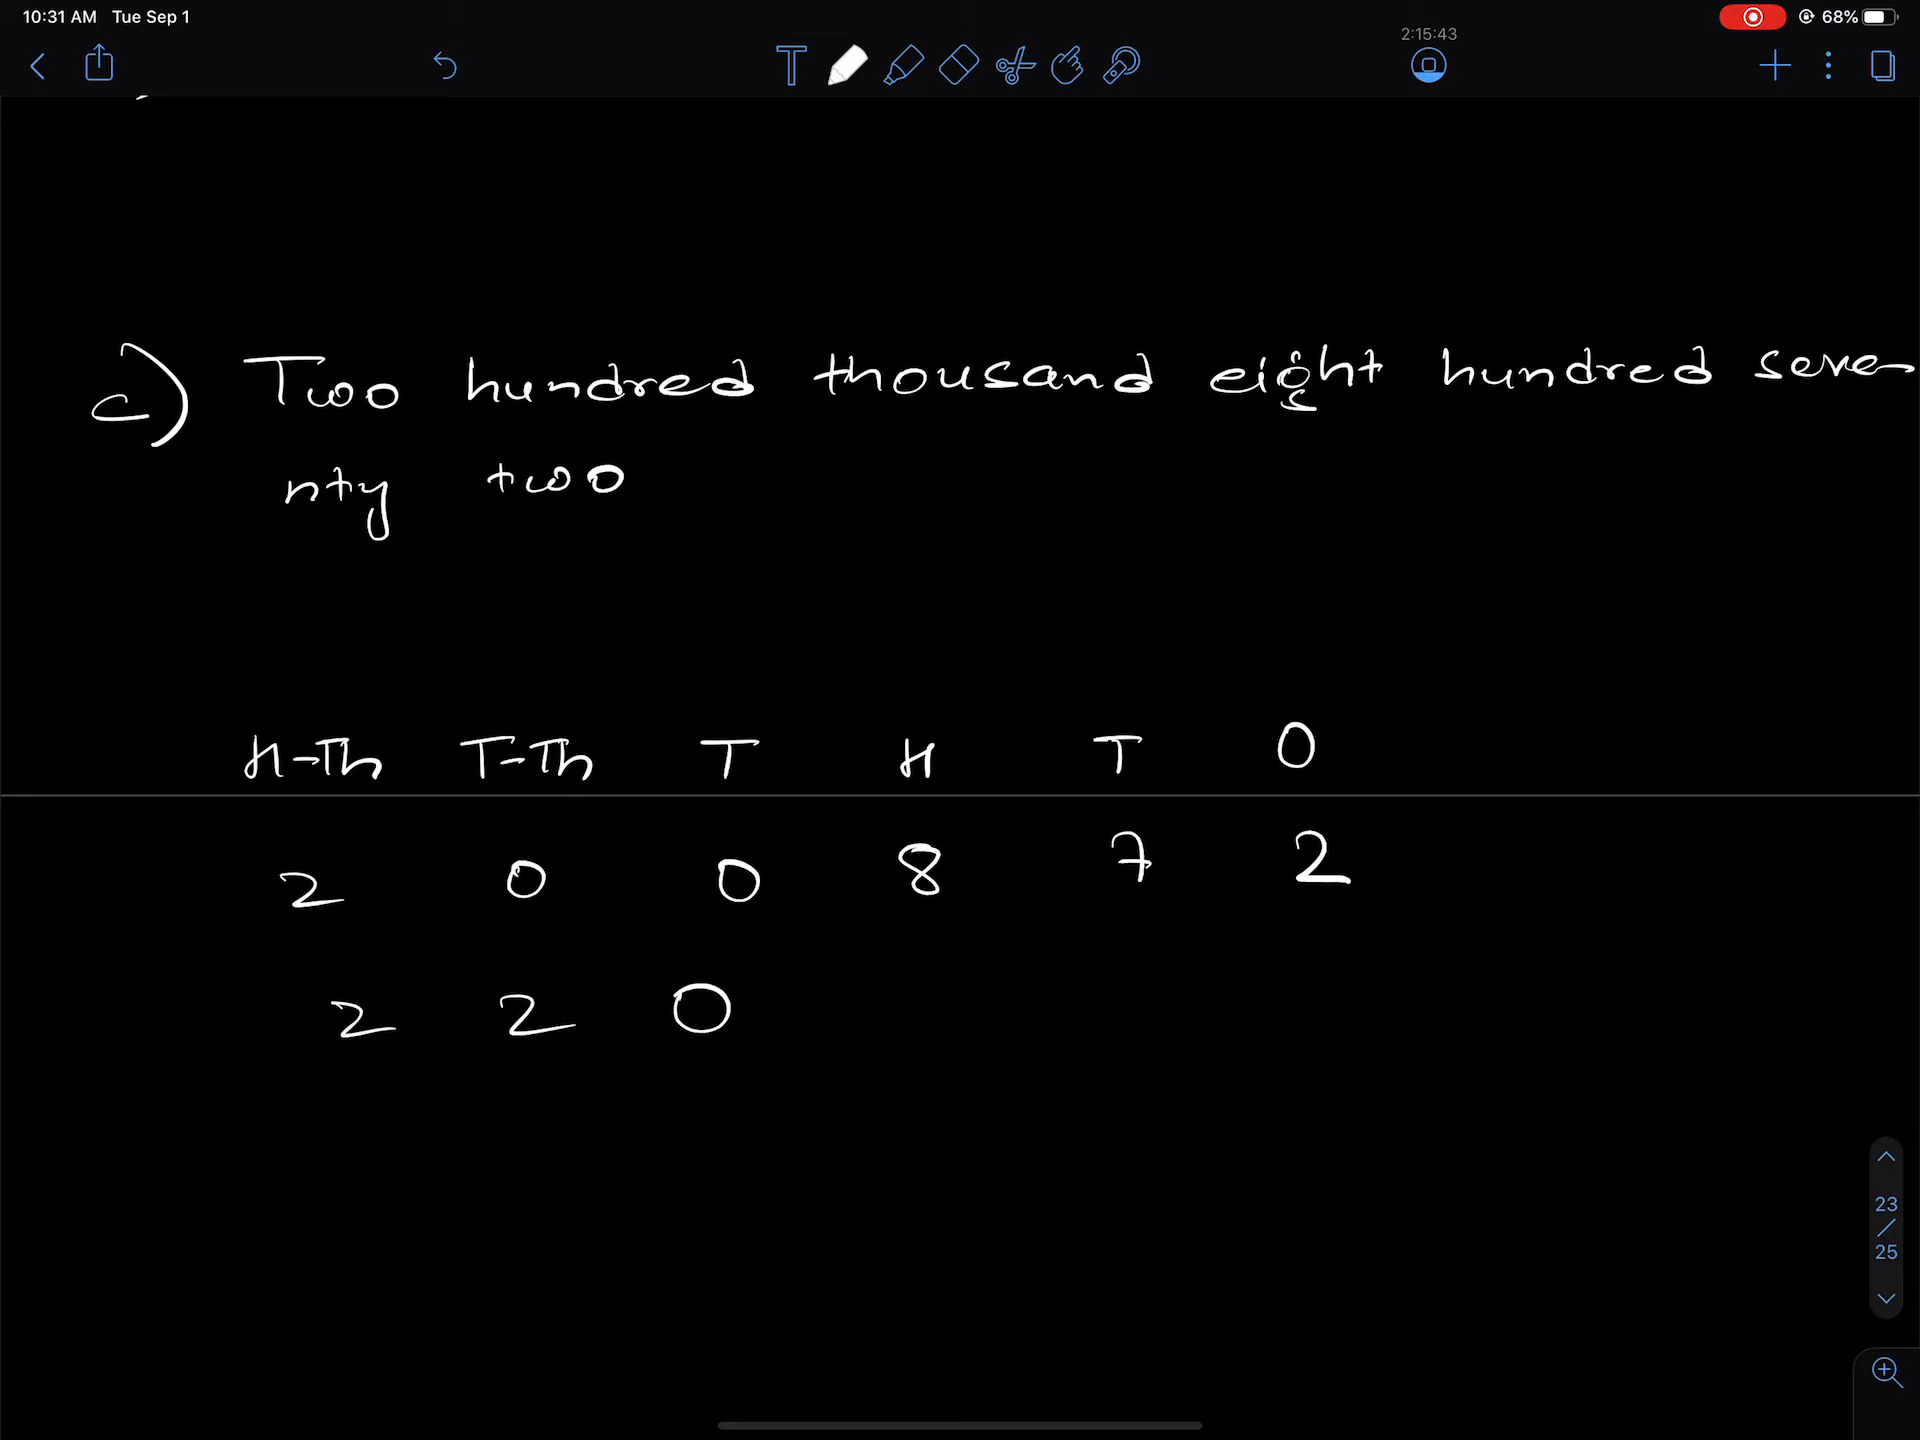 10:31 AM Tue Sep 1
68%
2:15:43
c) Two hundred thousand eight hundred seve-
nty two
H-Th T-Th T H T O
2 0 0 8 7 2
2 2 0
23
/
25